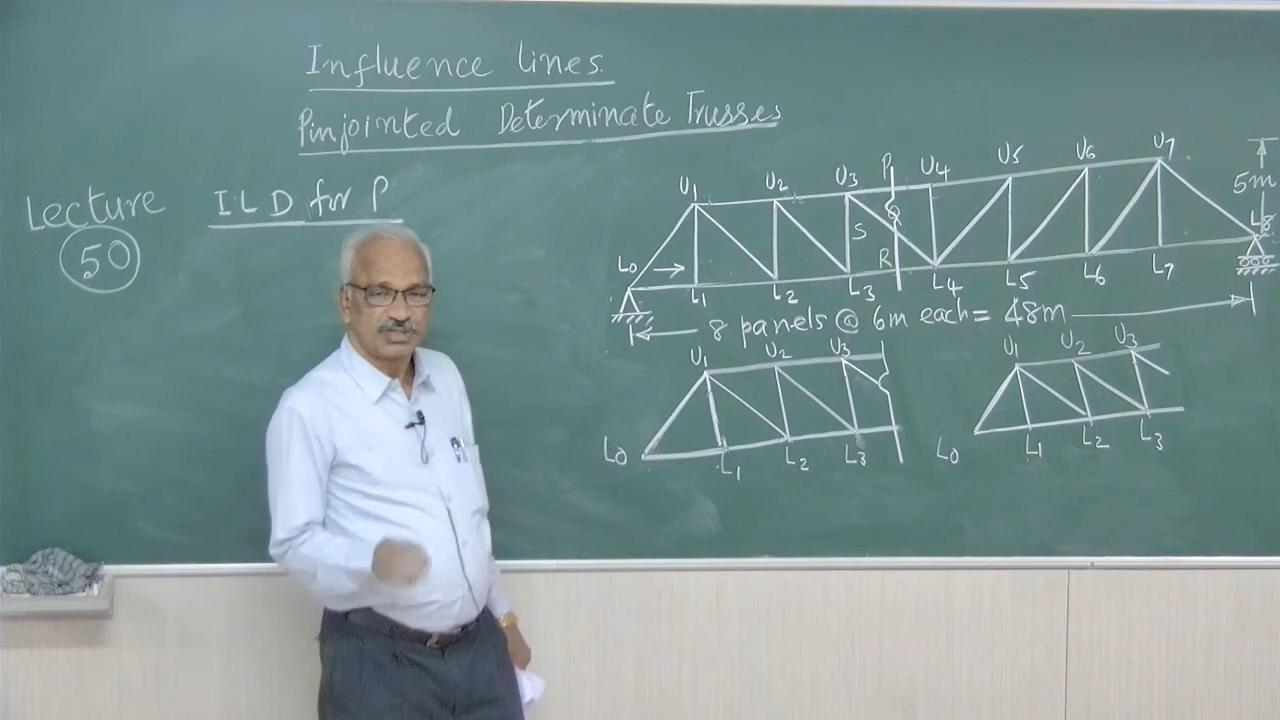 Influence lines.
Pinjointed Determinate Trusses
Lecture
50
ILD for P
U1 U2 U3 P U4 U5 U6 U7
5m
Q
S
R
L0 L1 L2 L3 L4 L5 L6 L7 L8
8 panels @ 6m each = 48m
U1 U2 U3
L0 L1 L2 L3
U1 U2 U3
L0 L1 L2 L3